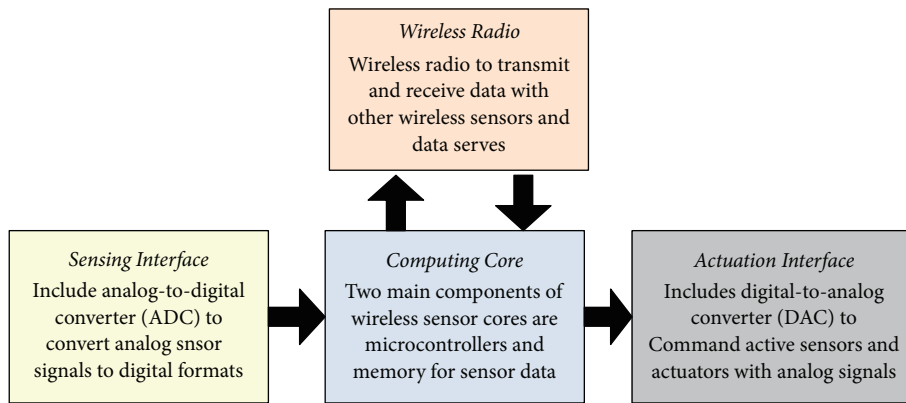 Wireless Radio
Wireless radio to transmit
and receive data with
other wireless sensors and
data serves
Sensing Interface
Include analog-to-digital
converter (ADC) to
convert analog snsor
signals to digital formats
Computing Core
Two main components of
wireless sensor cores are
microcontrollers and
memory for sensor data
Actuation Interface
Includes digital-to-analog
converter (DAC) to
Command active sensors and
actuators with analog signals